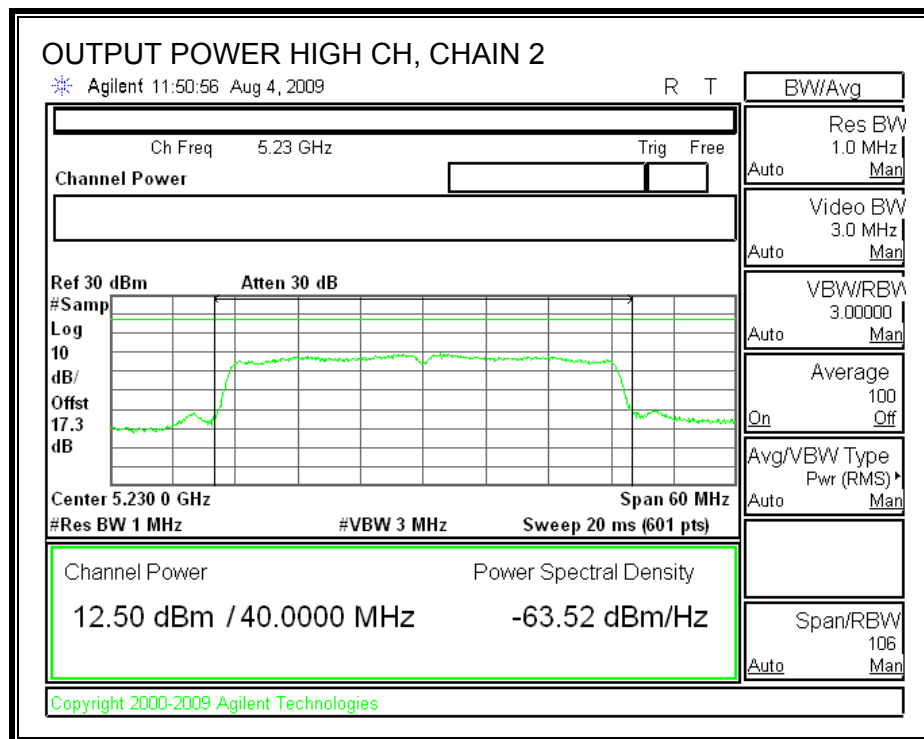 OUTPUT POWER HIGH CH, CHAIN 2
Agilent 11:50:56 Aug 4, 2009
R T
BW/Avg
Ch Freq 5.23 GHz
Trig Free
Channel Power
Res BW
1.0 MHz
Auto Man
Video BW
3.0 MHz
Auto Man
VBW/RBW
3.00000
Auto Man
Average
100
On Off
Avg/VBW Type
Pwr (RMS)
Auto Man
Span/RBW
106
Auto Man
Ref 30 dBm
Atten 30 dB
#Samp
Log
10
dB/
Offst
17.3
dB
Center 5.230 0 GHz
Span 60 MHz
#Res BW 1 MHz
#VBW 3 MHz
Sweep 20 ms (601 pts)
Channel Power
Power Spectral Density
12.50 dBm / 40.0000 MHz
-63.52 dBm/Hz
Copyright 2000-2009 Agilent Technologies